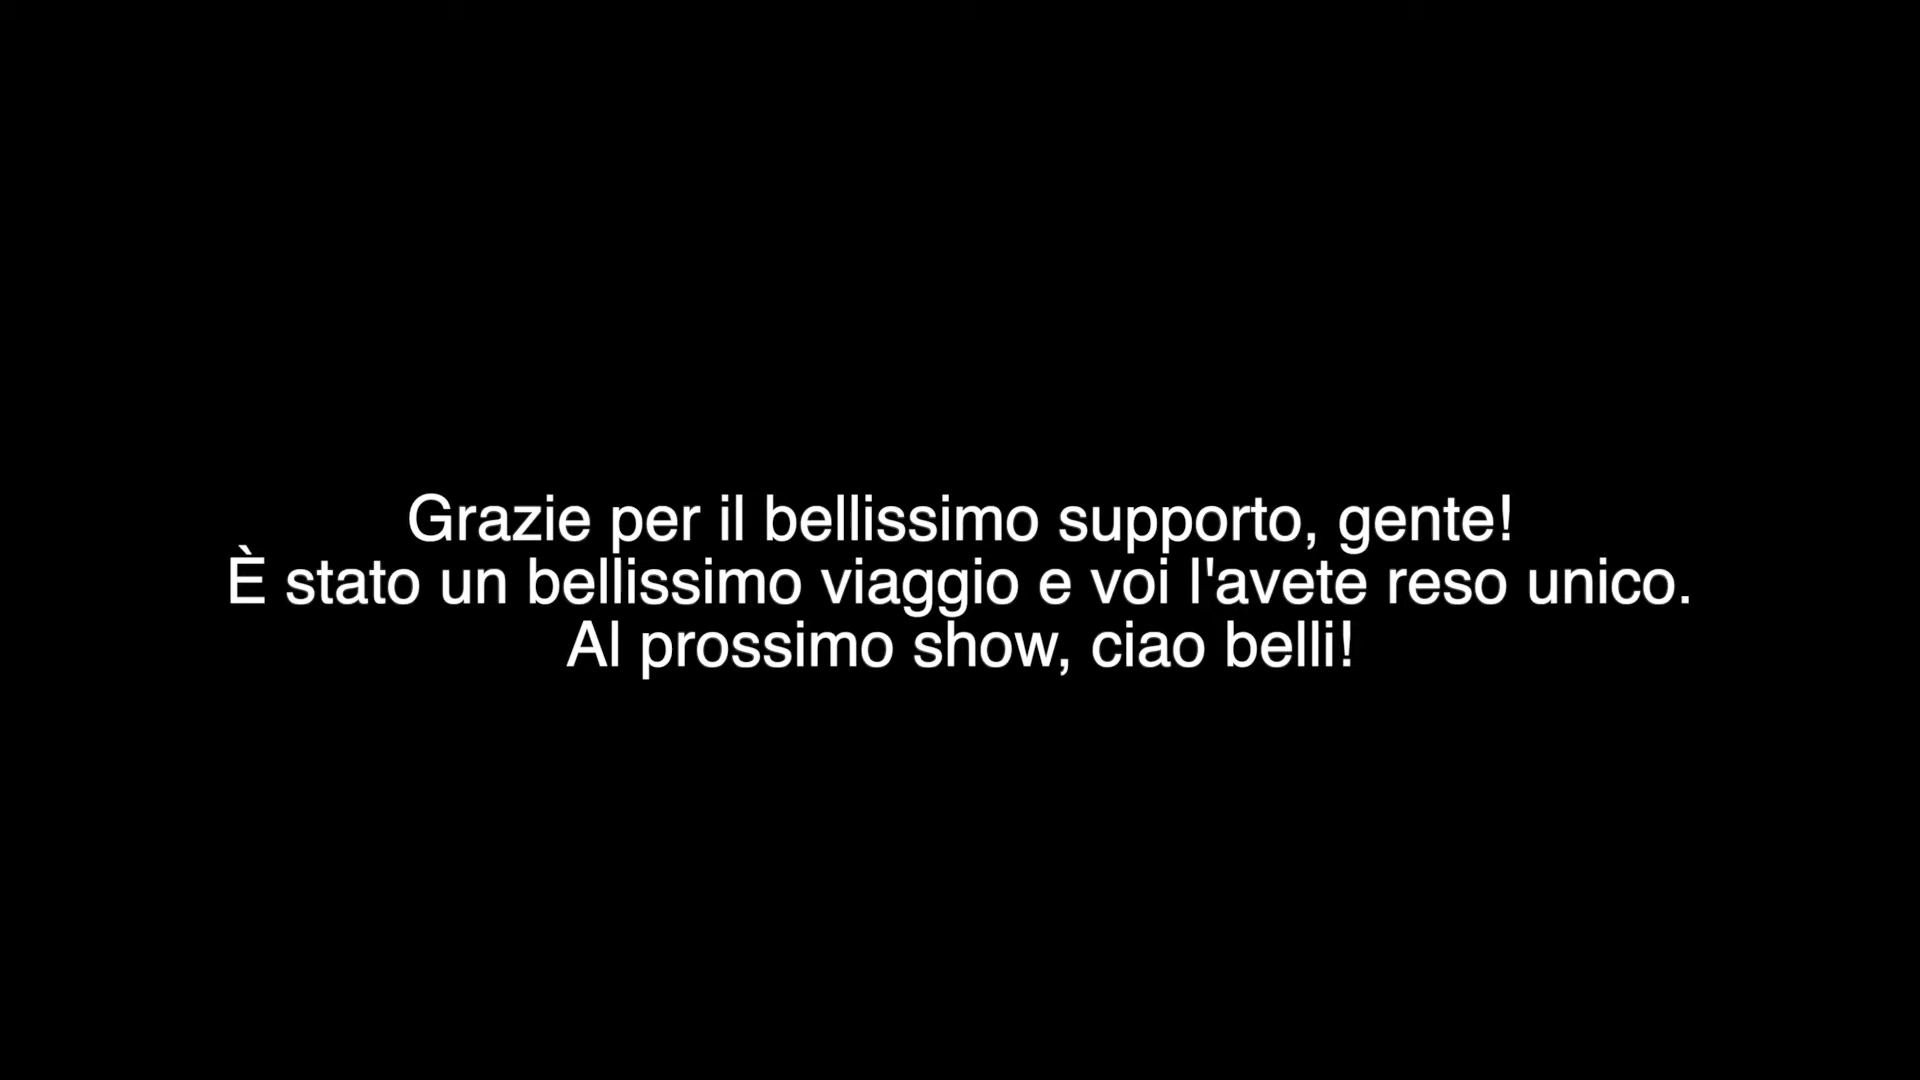 Grazie per il bellissimo supporto, gente!
È stato un bellissimo viaggio e voi l'avete reso unico.
Al prossimo show, ciao belli!